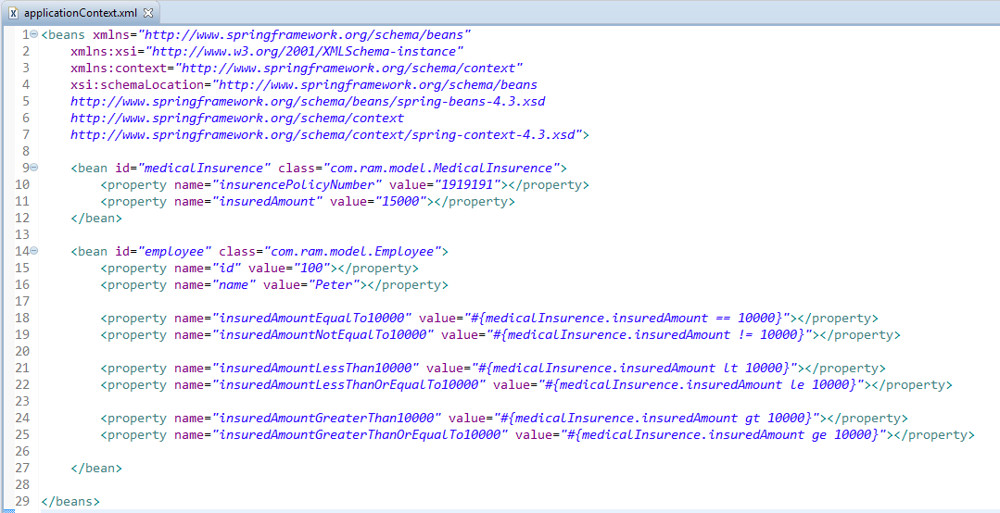 applicationContext.xml
1 <beans xmlns="http://www.springframework.org/schema/beans"
2     xmlns:xsi="http://www.w3.org/2001/XMLSchema-instance"
3     xmlns:context="http://www.springframework.org/schema/context"
4     xsi:schemaLocation="http://www.springframework.org/schema/beans
5     http://www.springframework.org/schema/beans/spring-beans-4.3.xsd
6     http://www.springframework.org/schema/context
7     http://www.springframework.org/schema/context/spring-context-4.3.xsd">
8
9     <bean id="medicalInsurence" class="com.ram.model.MedicalInsurence">
10         <property name="insurencePolicyNumber" value="1919191"></property>
11         <property name="insuredAmount" value="15000"></property>
12     </bean>
13
14     <bean id="employee" class="com.ram.model.Employee">
15         <property name="id" value="100"></property>
16         <property name="name" value="Peter"></property>
17
18         <property name="insuredAmountEqualTo10000" value="#{medicalInsurence.insuredAmount == 10000}"></property>
19         <property name="insuredAmountNotEqualTo10000" value="#{medicalInsurence.insuredAmount != 10000}"></property>
20
21         <property name="insuredAmountLessThan10000" value="#{medicalInsurence.insuredAmount lt 10000}"></property>
22         <property name="insuredAmountLessThanOrEqualTo10000" value="#{medicalInsurence.insuredAmount le 10000}"></property>
23
24         <property name="insuredAmountGreaterThan10000" value="#{medicalInsurence.insuredAmount gt 10000}"></property>
25         <property name="insuredAmountGreaterThanOrEqualTo10000" value="#{medicalInsurence.insuredAmount ge 10000}"></property>
26
27     </bean>
28
29 </beans>